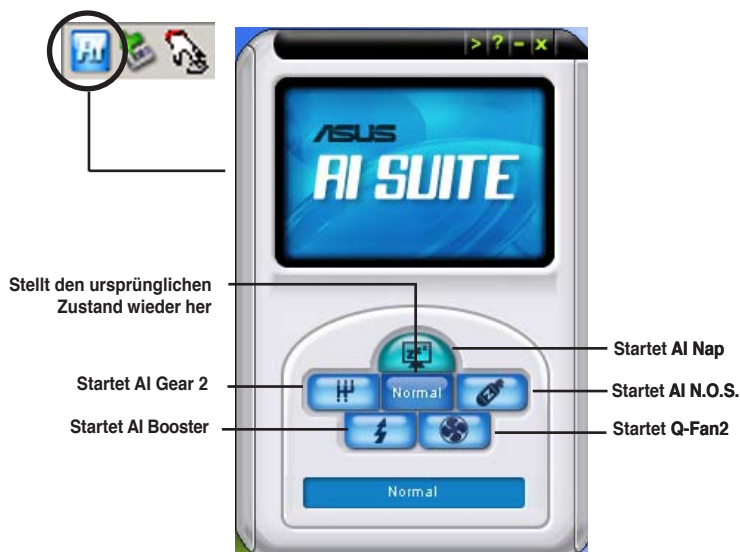 > ? - x
ASUS
AI SUITE
Stellt den ursprünglichen
Zustand wieder her
Startet AI Nap
Startet AI Gear 2
Normal
Startet AI N.O.S.
Startet AI Booster
Startet Q-Fan2
Normal